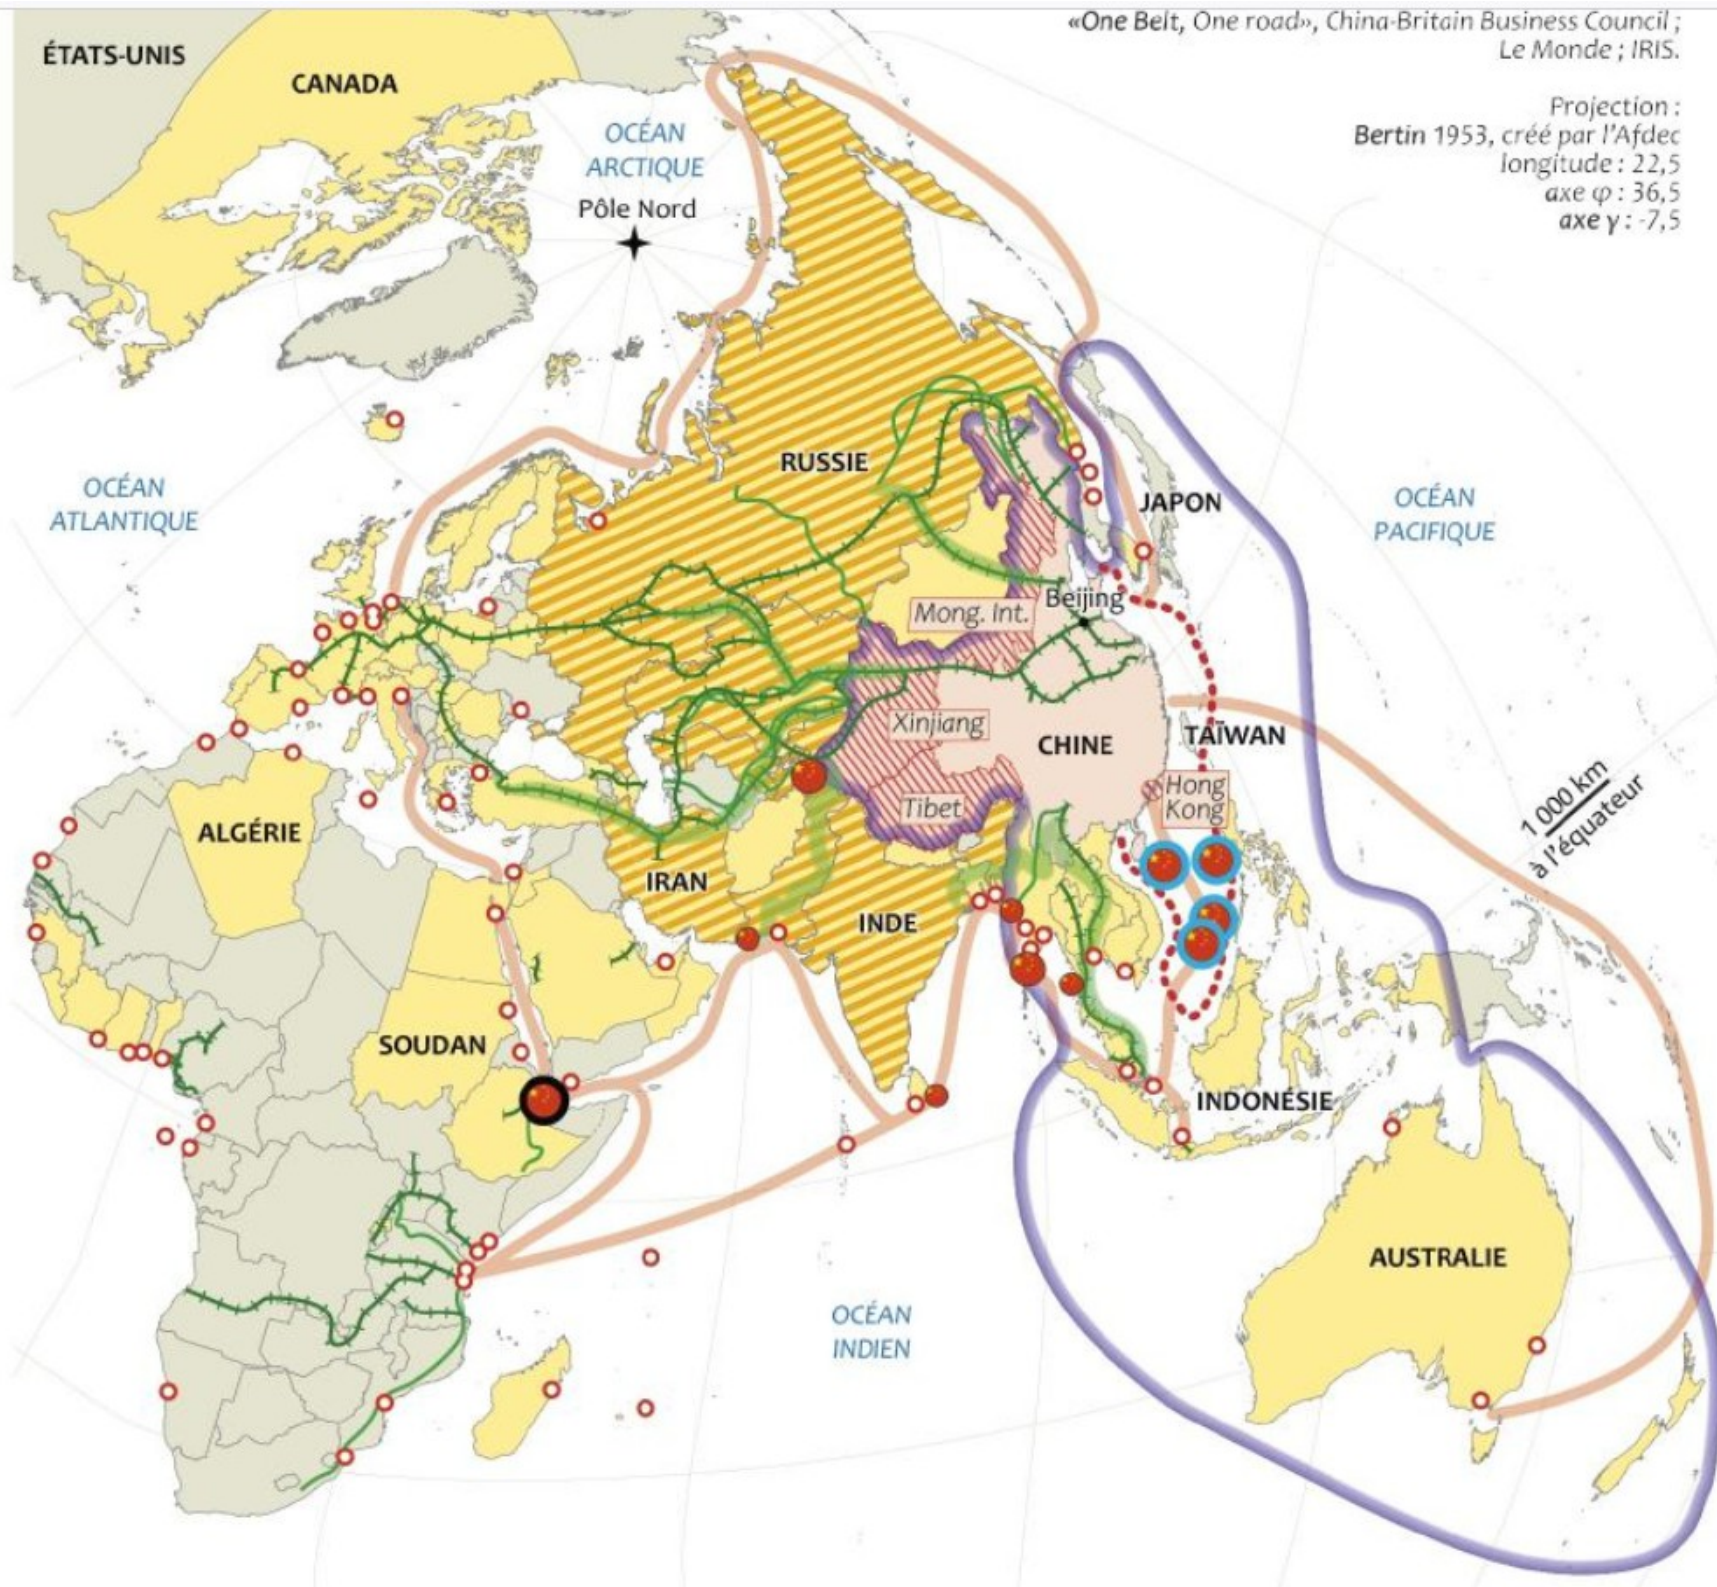 «One Belt, One road», China-Britain Business Council ;
Le Monde ; IRIS.
Projection :
Bertin 1953, créé par l'Afdec
longitude : 22,5
axe φ : 36,5
axe γ : -7,5
ÉTATS-UNIS
CANADA
OCÉAN
ARCTIQUE
Pôle Nord
RUSSIE
OCÉAN
ATLANTIQUE
JAPON
OCÉAN
PACIFIQUE
Mong. Int.
Beijing
Xinjiang
CHINE
TAÏWAN
Hong
Kong
Tibet
1 000 km
à l'équateur
ALGÉRIE
IRAN
INDE
SOUDAN
INDONÉSIE
AUSTRALIE
OCÉAN
INDIEN